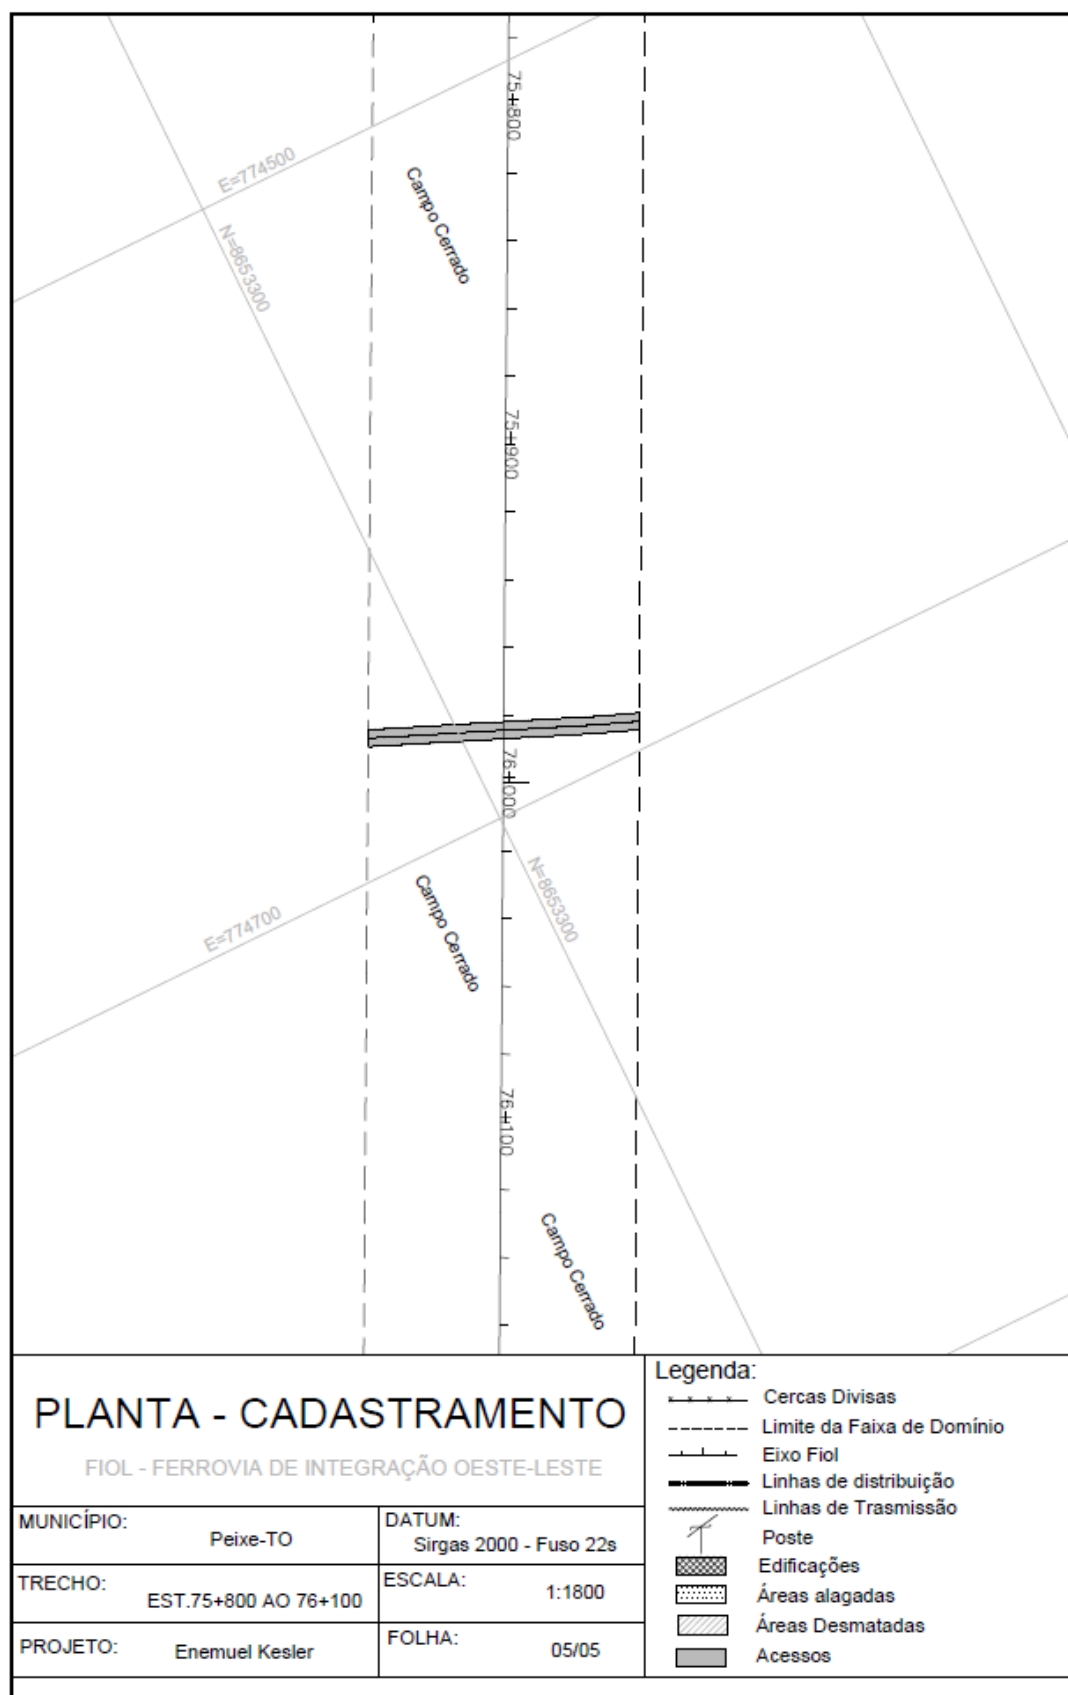 75+800
E=774500
Campo Cerrado
N=8653300
75+900
76+000
N=8653300
Campo Cerrado
E=774700
76+100
Campo Cerrado
PLANTA - CADASTRAMENTO
FIOL - FERROVIA DE INTEGRAÇÃO OESTE-LESTE
MUNICÍPIO:
Peixe-TO
DATUM:
Sirgas 2000 - Fuso 22s
TRECHO:
EST.75+800 AO 76+100
ESCALA:
1:1800
PROJETO:
Enemuel Kesler
FOLHA:
05/05
Legenda:
Cercas Divisas
Limite da Faixa de Domínio
Eixo Fiol
Linhas de distribuição
Linhas de Trasmissão
Poste
Edificações
Áreas alagadas
Áreas Desmatadas
Acessos